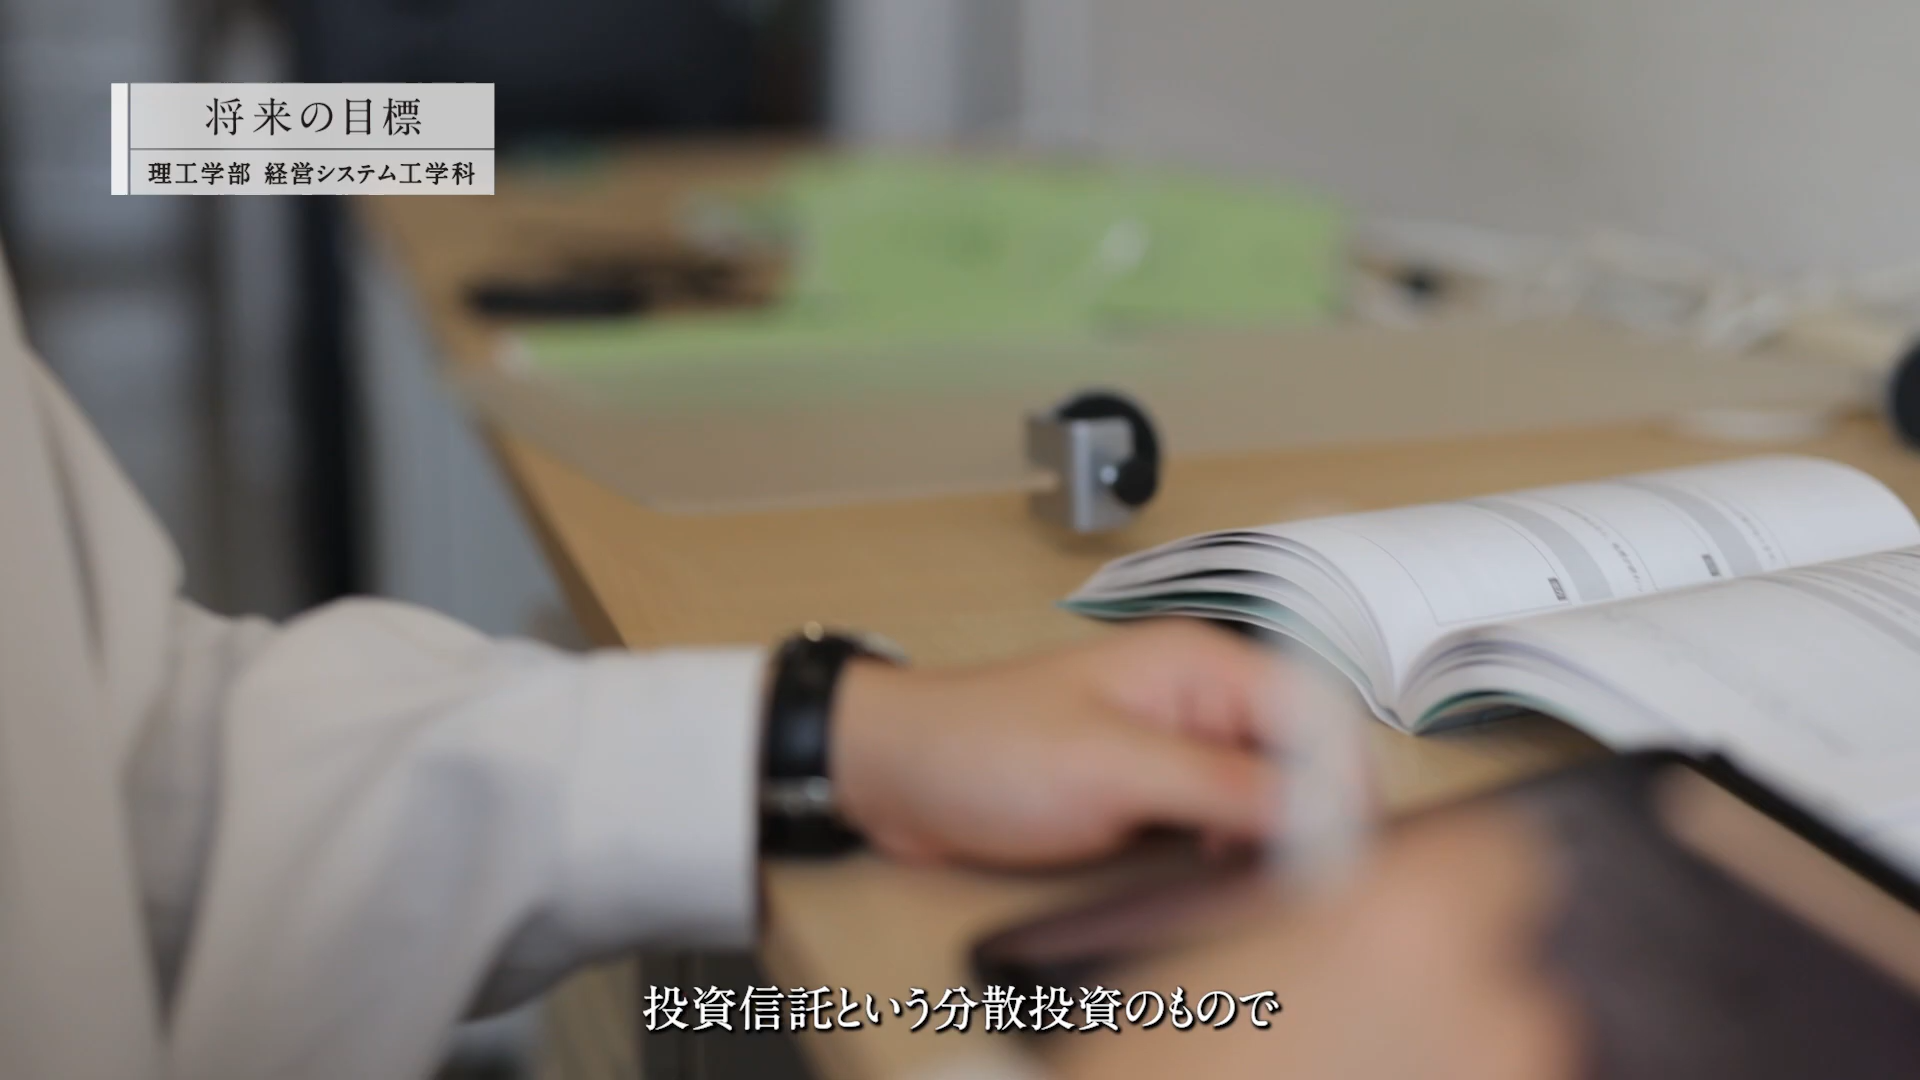 将来の目標
理工学部 経営システム工学科
投資信託という分散投資のもので